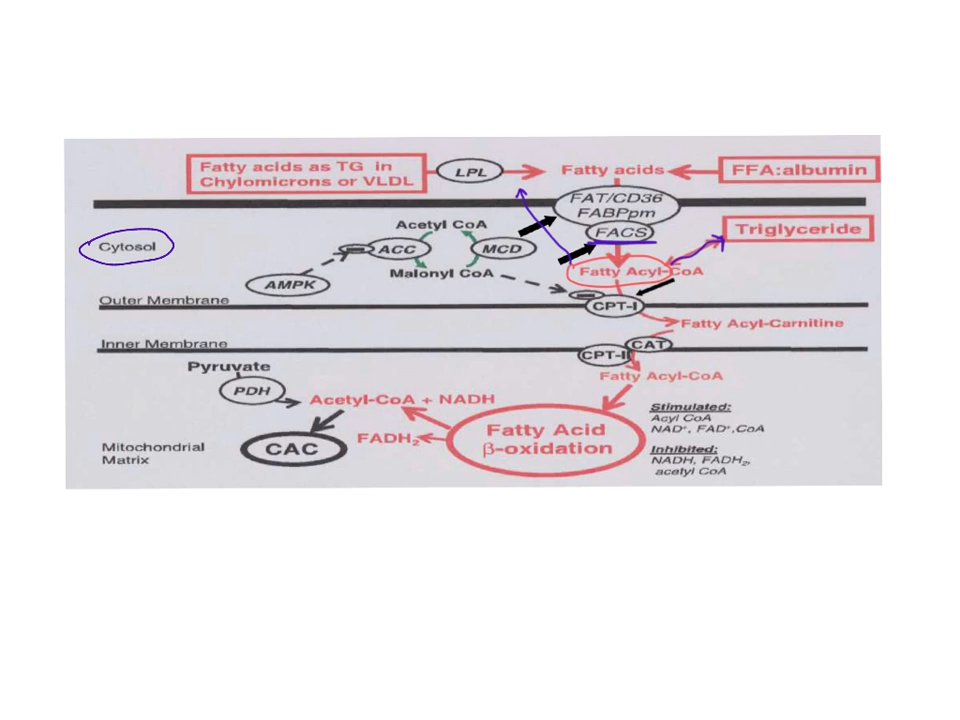 Fatty acids as TG in
Chylomicrons or VLDL
LPL
Fatty acids
FFA:albumin
FAT/CD36
FABPpm
FACS
Triglyceride
Cytosol
Acetyl CoA
ACC
MCD
Malonyl CoA
Fatty Acyl-CoA
AMPK
Outer Membrane
CPT-I
Fatty Acyl-Carnitine
Inner Membrane
CAT
CPT-II
Pyruvate
Fatty Acyl-CoA
PDH
Acetyl-CoA + NADH
Stimulated:
Acyl CoA
NAD⁺, FAD⁺,CoA
Fatty Acid
β-oxidation
FADH₂
CAC
Mitochondrial
Matrix
Inhibited:
NADH, FADH₂,
acetyl CoA